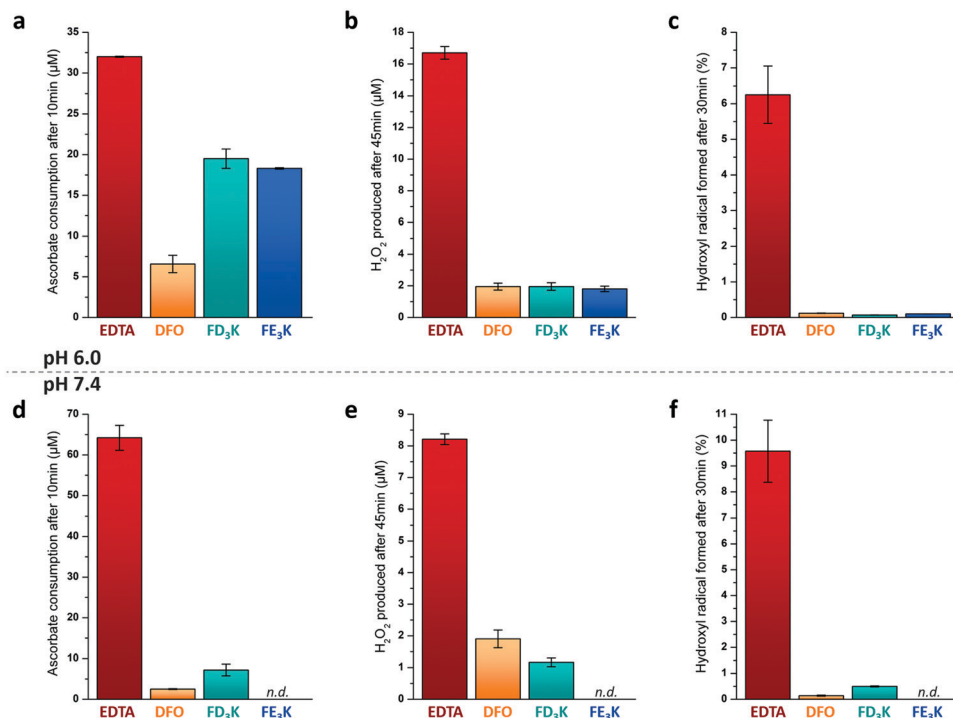 a
Ascorbate consumption after 10min (μM)
35
30
25
20
15
10
5
0
EDTA DFO FD₃K FE₃K
b
H₂O₂ produced after 45min (μM)
18
16
14
12
10
8
6
4
2
0
EDTA DFO FD₃K FE₃K
c
Hydroxyl radical formed after 30min (%)
8
7
6
5
4
3
2
1
0
EDTA DFO FD₃K FE₃K
pH 6.0
pH 7.4
d
Ascorbate consumption after 10min (μM)
70
60
50
40
30
20
10
0
n.d.
EDTA DFO FD₃K FE₃K
e
H₂O₂ produced after 45min (μM)
9
8
7
6
5
4
3
2
1
0
n.d.
EDTA DFO FD₃K FE₃K
f
Hydroxyl radical formed after 30min (%)
11
10
9
8
7
6
5
4
3
2
1
0
n.d.
EDTA DFO FD₃K FE₃K